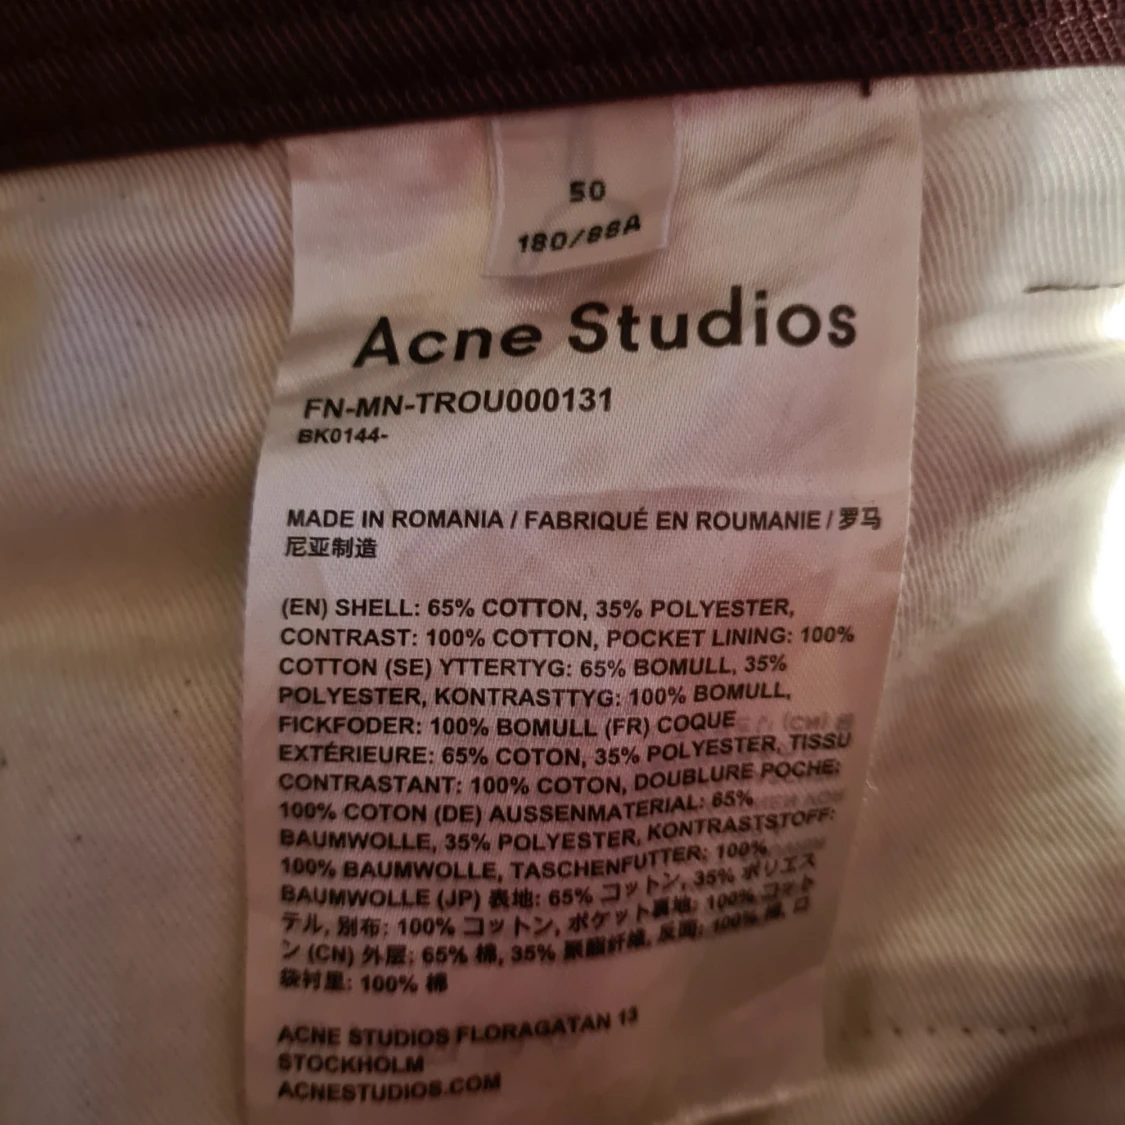 50
180/88A
Acne Studios
FN-MN-TROU000131
BK0144-
MADE IN ROMANIA / FABRIQUÉ EN ROUMANIE / 罗马
尼亚制造
(EN) SHELL: 65% COTTON, 35% POLYESTER,
CONTRAST: 100% COTTON, POCKET LINING: 100%
COTTON (SE) YTTERTYG: 65% BOMULL, 35%
POLYESTER, KONTRASTTYG: 100% BOMULL,
FICKFODER: 100% BOMULL (FR) COQUE
EXTÉRIEURE: 65% COTON, 35% POLYESTER, TISSU
CONTRASTANT: 100% COTON, DOUBLURE POCHE:
100% COTON (DE) AUSSENMATERIAL: 65%
BAUMWOLLE, 35% POLYESTER, KONTRASTSTOFF:
100% BAUMWOLLE, TASCHENFUTTER: 100%
BAUMWOLLE (JP) 表地: 65% コットン, 35% ポリエス
テル, 別布: 100% コットン, ポケット裏地: 100% コット
ン (CN) 外层: 65% 棉, 35% 聚酯纤维, 反面: 100% 棉, 口
袋衬里: 100% 棉
ACNE STUDIOS FLORAGATAN 13
STOCKHOLM
ACNESTUDIOS.COM